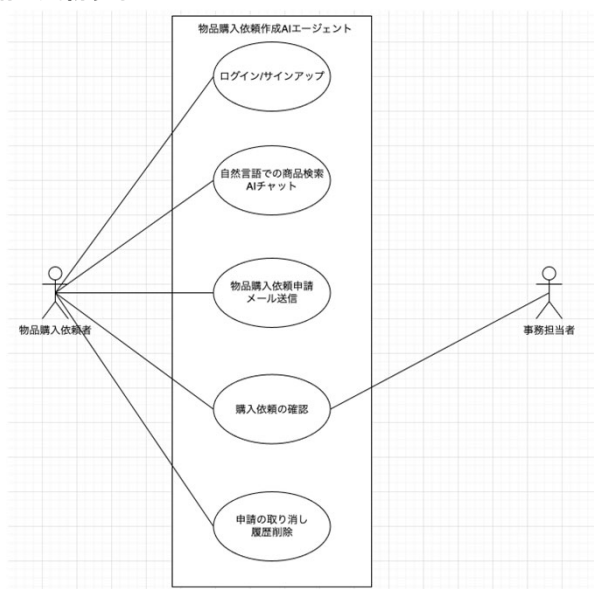 物品購入依頼作成AIエージェント
ログイン/サインアップ
自然言語での商品検索
AIチャット
物品購入依頼申請
メール送信
物品購入依頼者
事務担当者
購入依頼の確認
申請の取り消し
履歴削除